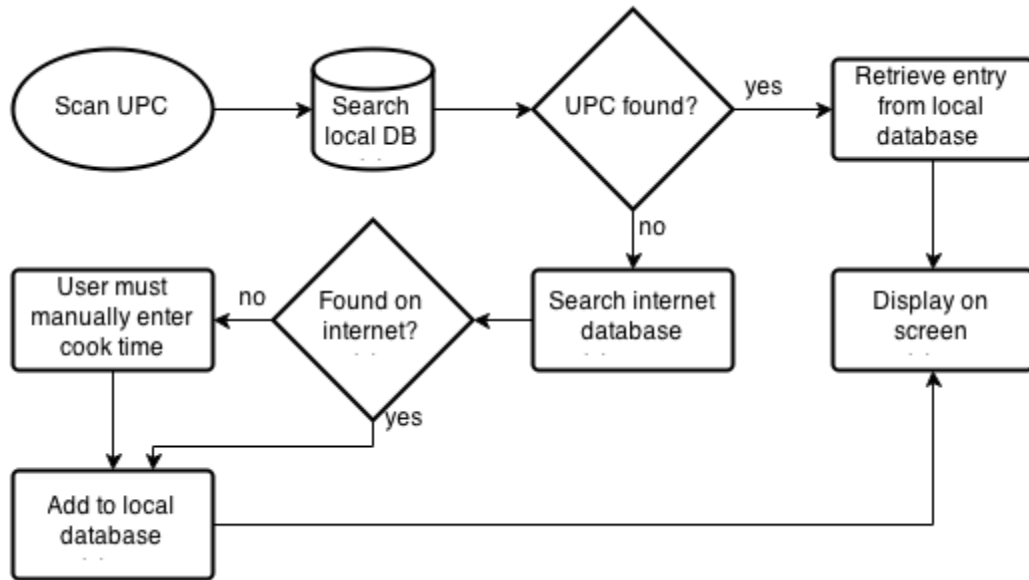 Scan UPC
Search
local DB
UPC found?
yes
Retrieve entry
from local
database
no
User must
manually enter
cook time
no
Found on
internet?
Search internet
database
Display on
screen
yes
Add to local
database